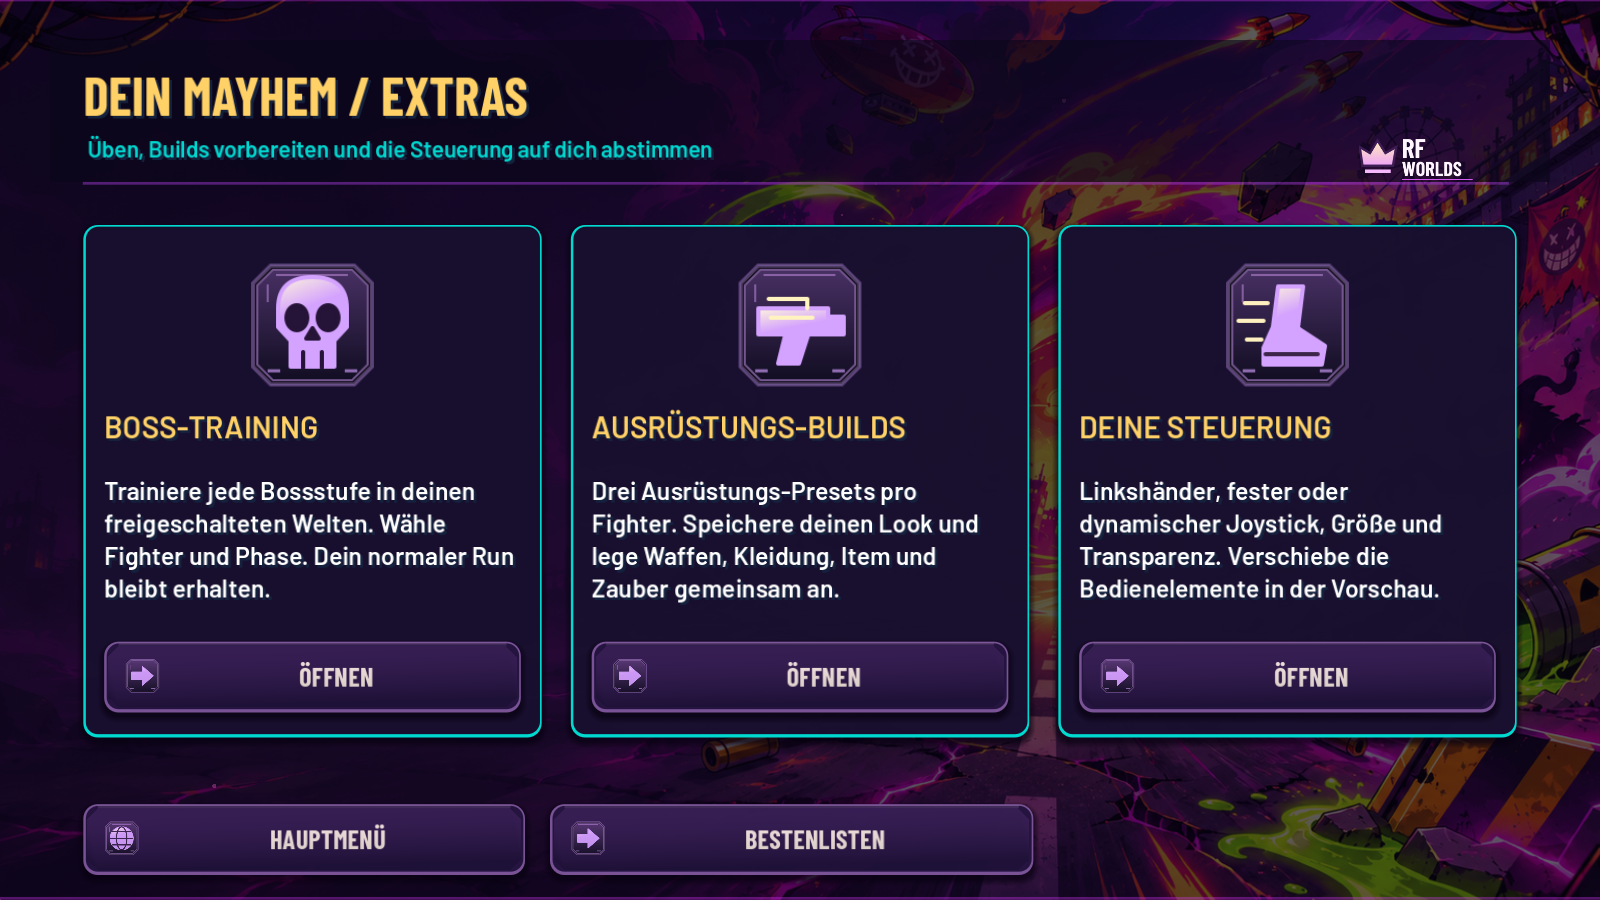 DEIN MAYHEM / EXTRAS
Üben, Builds vorbereiten und die Steuerung auf dich abstimmen
RF
WORLDS
BOSS-TRAINING
Trainiere jede Bossstufe in deinen
freigeschalteten Welten. Wähle
Fighter und Phase. Dein normaler Run
bleibt erhalten.
ÖFFNEN
AUSRÜSTUNGS-BUILDS
Drei Ausrüstungs-Presets pro
Fighter. Speichere deinen Look und
lege Waffen, Kleidung, Item und
Zauber gemeinsam an.
ÖFFNEN
DEINE STEUERUNG
Linkshänder, fester oder
dynamischer Joystick, Größe und
Transparenz. Verschiebe die
Bedienelemente in der Vorschau.
ÖFFNEN
HAUPTMENÜ
BESTENLISTEN